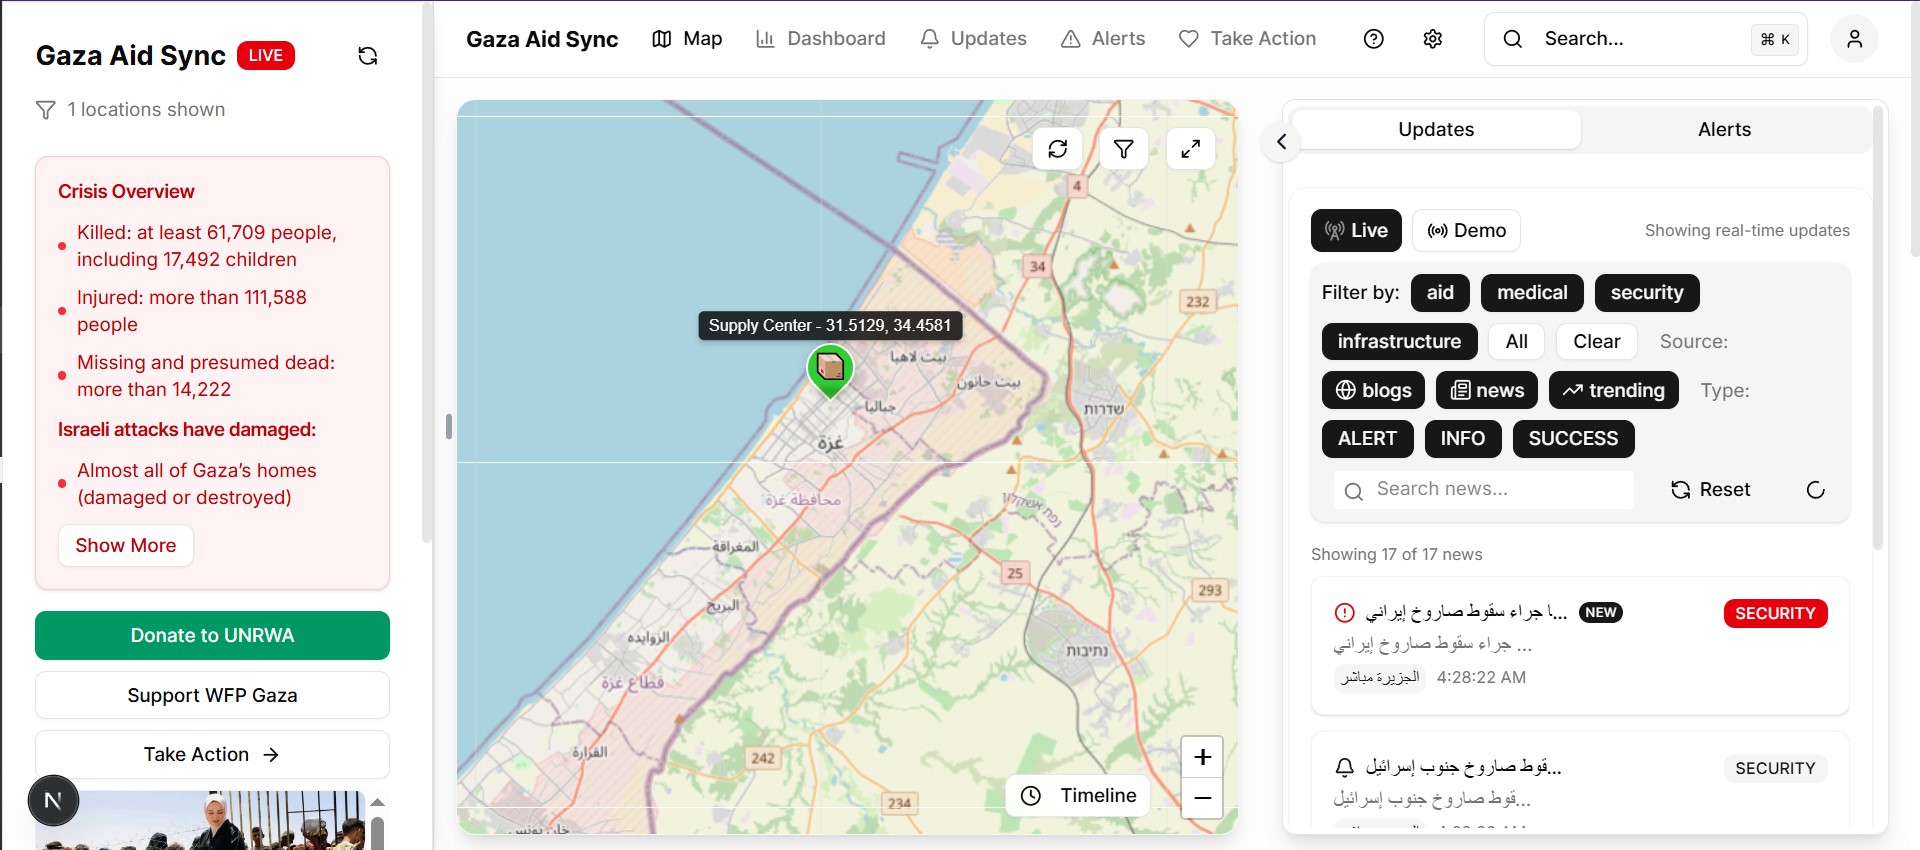 Gaza Aid Sync LIVE
1 locations shown
Crisis Overview
Killed: at least 61,709 people,
including 17,492 children
Injured: more than 111,588
people
Missing and presumed dead:
more than 14,222
Israeli attacks have damaged:
Almost all of Gaza’s homes
(damaged or destroyed)
Show More
Donate to UNRWA
Support WFP Gaza
Take Action
N
Gaza Aid Sync Map Dashboard Updates Alerts Take Action Search... ⌘ K
4
34
232
Supply Center - 31.5129, 34.4581
بيت لاهيا
بيت حانون
جباليا
שדרות
غزة
محافظة غزة
נפת אשקלון
المغراقة
25
293
البريج
الزوايده
נתיבות
قطاع غزة
القرارة
242
234
خان يونس
Timeline
+
−
Updates Alerts
Live Demo Showing real-time updates
Filter by: aid medical security
infrastructure All Clear Source:
blogs news trending Type:
ALERT INFO SUCCESS
Search news... Reset
Showing 17 of 17 news
ا جراء سقوط صاروخ إيراني... NEW SECURITY
جراء سقوط صاروخ إيراني ...
الجزيرة مباشر 4:28:22 AM
قوط صاروخ جنوب إسرائيل... SECURITY
قوط صاروخ جنوب إسرائيل...